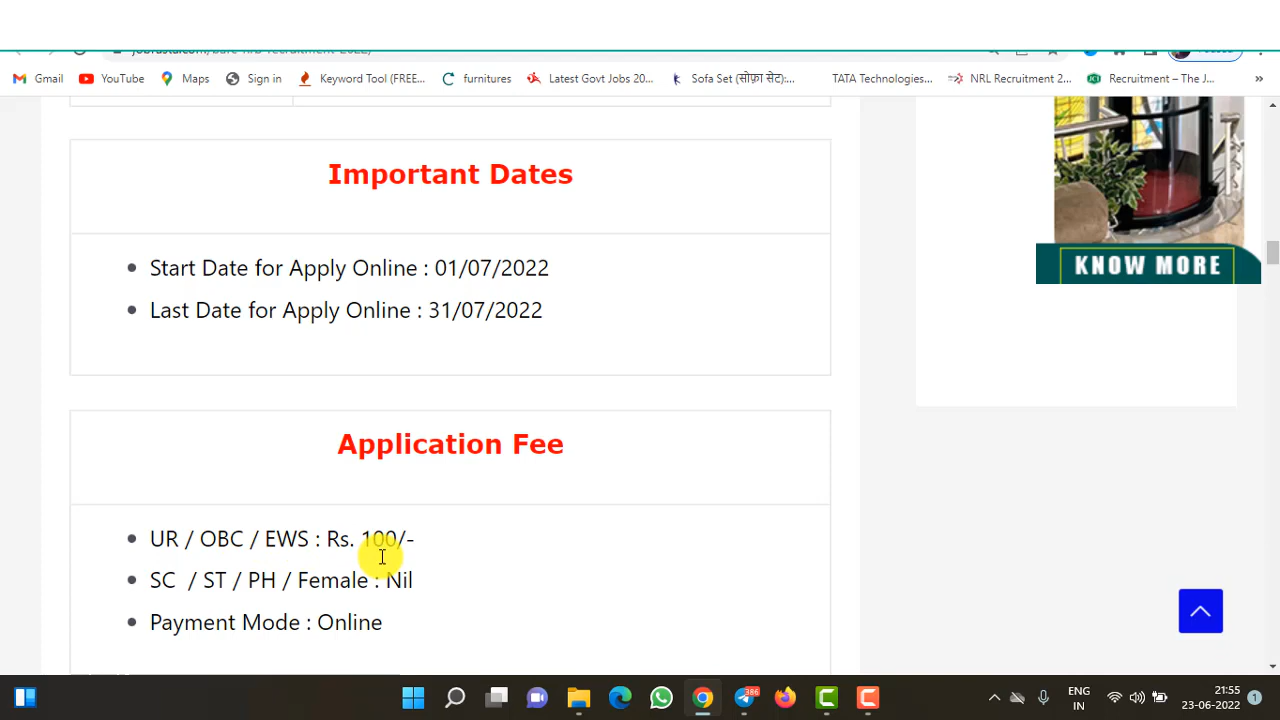 Gmail YouTube Maps Sign in Keyword Tool (FREE... furnitures Latest Govt Jobs 20... Sofa Set (सोफ़ा सेट):... TATA Technologies... NRL Recruitment 2... Recruitment – The J... »
Important Dates
Start Date for Apply Online : 01/07/2022
Last Date for Apply Online : 31/07/2022
KNOW MORE
Application Fee
UR / OBC / EWS : Rs. 100/-
SC / ST / PH / Female : Nil
Payment Mode : Online
386
ENG
IN
21:55
23-06-2022
1